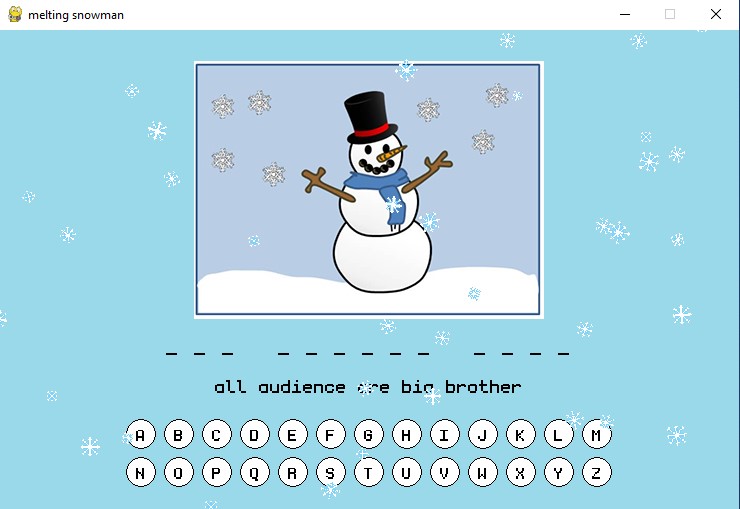 melting snowman
_ _ _  _ _ _ _ _ _  _ _ _ _
all audience are big brother
A B C D E F G H I J K L M
N O P Q R S T U V W X Y Z